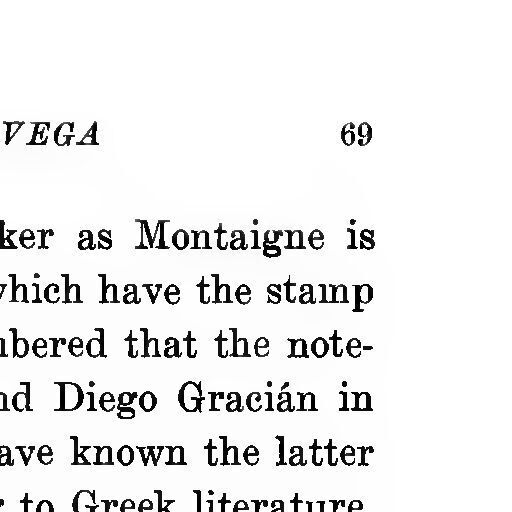 VEGA 69
ker as Montaigne is
which have the stamp
bered that the note-
nd Diego Gracián in
ave known the latter
to Greek literature